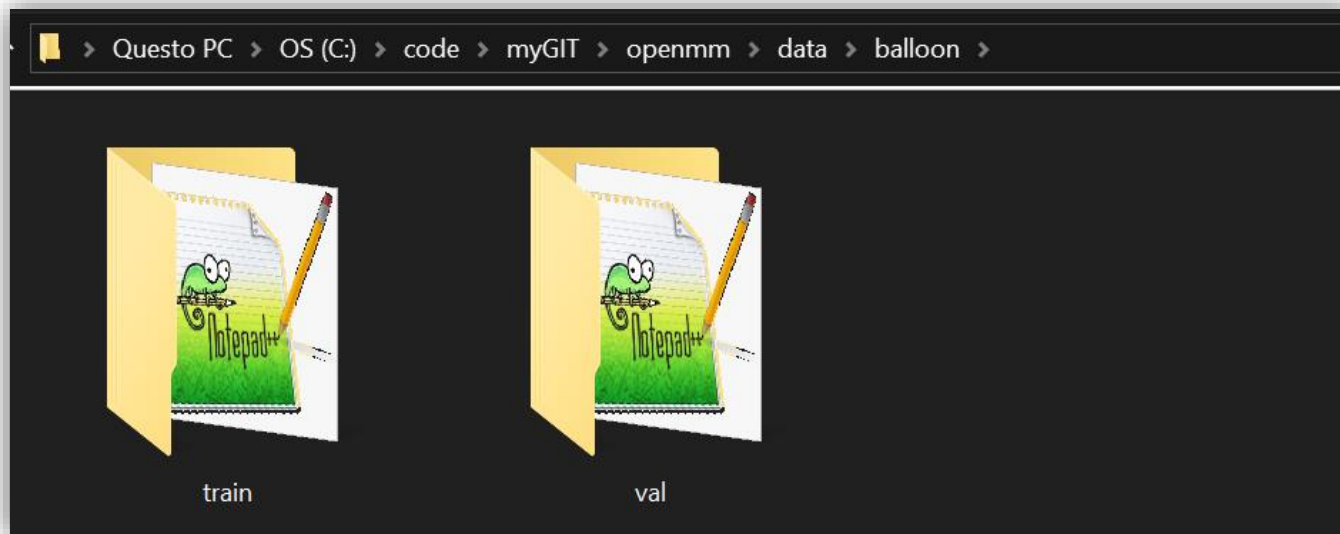 > Questo PC > OS (C:) > code > myGIT > openmm > data > balloon >
Notepad++ Notepad++
train val